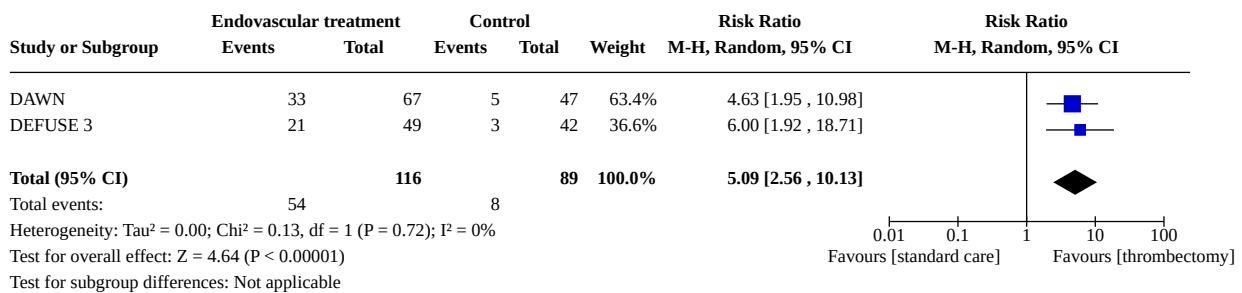 Endovascular treatment Control Risk Ratio Risk Ratio
Study or Subgroup Events Total Events Total Weight M-H, Random, 95% CI M-H, Random, 95% CI
DAWN 33 67 5 47 63.4% 4.63 [1.95 , 10.98]
DEFUSE 3 21 49 3 42 36.6% 6.00 [1.92 , 18.71]
Total (95% CI) 116 89 100.0% 5.09 [2.56 , 10.13]
Total events: 54 8
Heterogeneity: Tau² = 0.00; Chi² = 0.13, df = 1 (P = 0.72); I² = 0%
0.01 0.1 1 10 100
Test for overall effect: Z = 4.64 (P < 0.00001) Favours [standard care] Favours [thrombectomy]
Test for subgroup differences: Not applicable